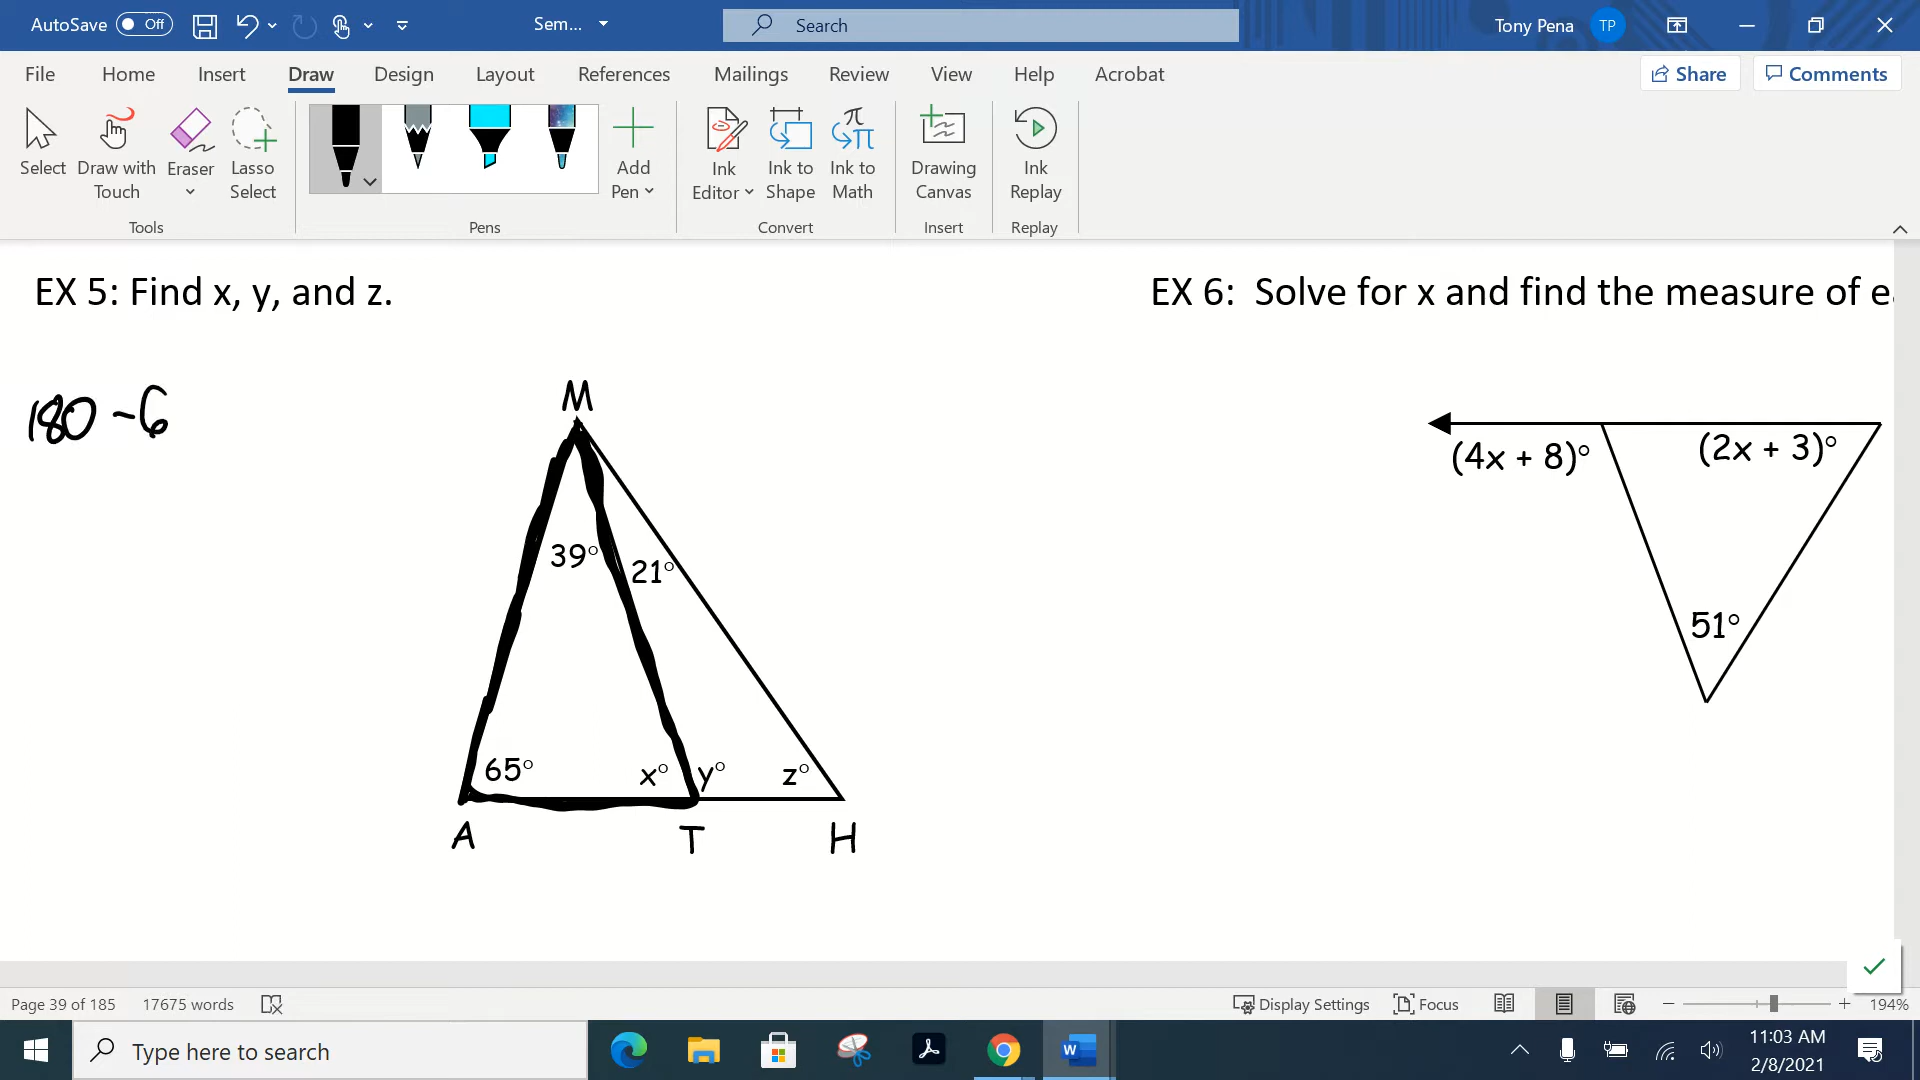 AutoSave Off Sem... Search Tony Pena TP
File Home Insert Draw Design Layout References Mailings Review View Help Acrobat Share Comments
Select Draw with Touch Eraser Lasso Select Add Pen Ink Editor Ink to Shape Ink to Math Drawing Canvas Ink Replay
Tools Pens Convert Insert Replay
EX 5: Find x, y, and z.
180 - 6
M
39°
21°
65°
x°
y°
z°
A T H
EX 6: Solve for x and find the measure of
(4x + 8)°
(2x + 3)°
51°
Page 39 of 185 17675 words Display Settings Focus 194%
Type here to search
11:03 AM
2/8/2021